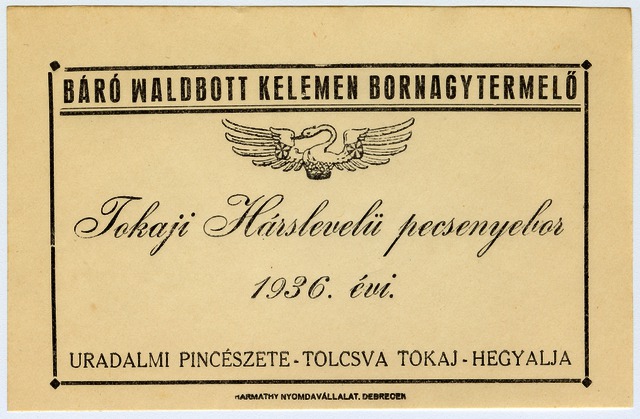 BÁRÓ WALDBOTT KELEMEN BORNAGYTERMELŐ
Tokaji Hárslevelü pecsenyebor
1936. évi.
URADALMI PINCÉSZETE - TOLCSVA TOKAJ - HEGYALJA
HARMATHY NYOMDAVÁLLALAT. DEBRECEN